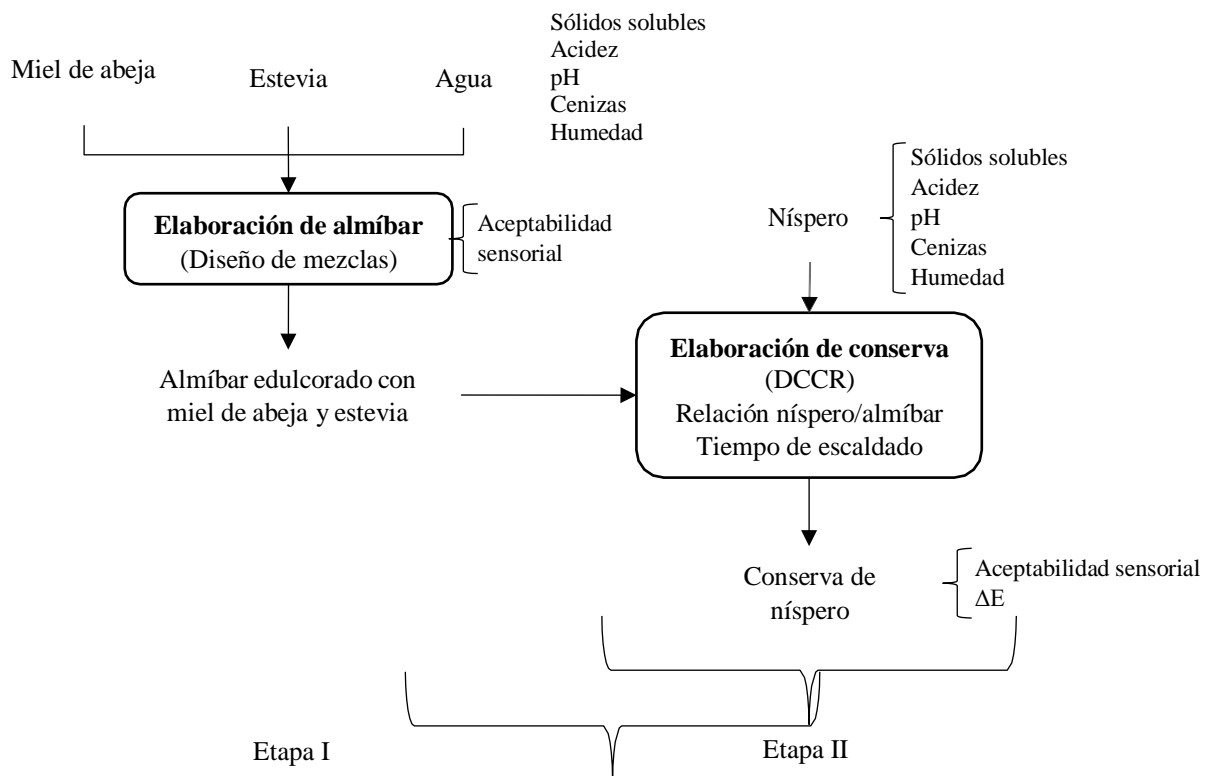 Sólidos solubles
Acidez
pH
Cenizas
Humedad
Miel de abeja
Estevia
Agua
Elaboración de almíbar
(Diseño de mezclas)
Aceptabilidad
sensorial
Almíbar edulcorado con
miel de abeja y estevia
Níspero
Sólidos solubles
Acidez
pH
Cenizas
Humedad
Elaboración de conserva
(DCCR)
Relación níspero/almíbar
Tiempo de escaldado
Conserva de
níspero
Aceptabilidad sensorial
ΔE
Etapa I
Etapa II